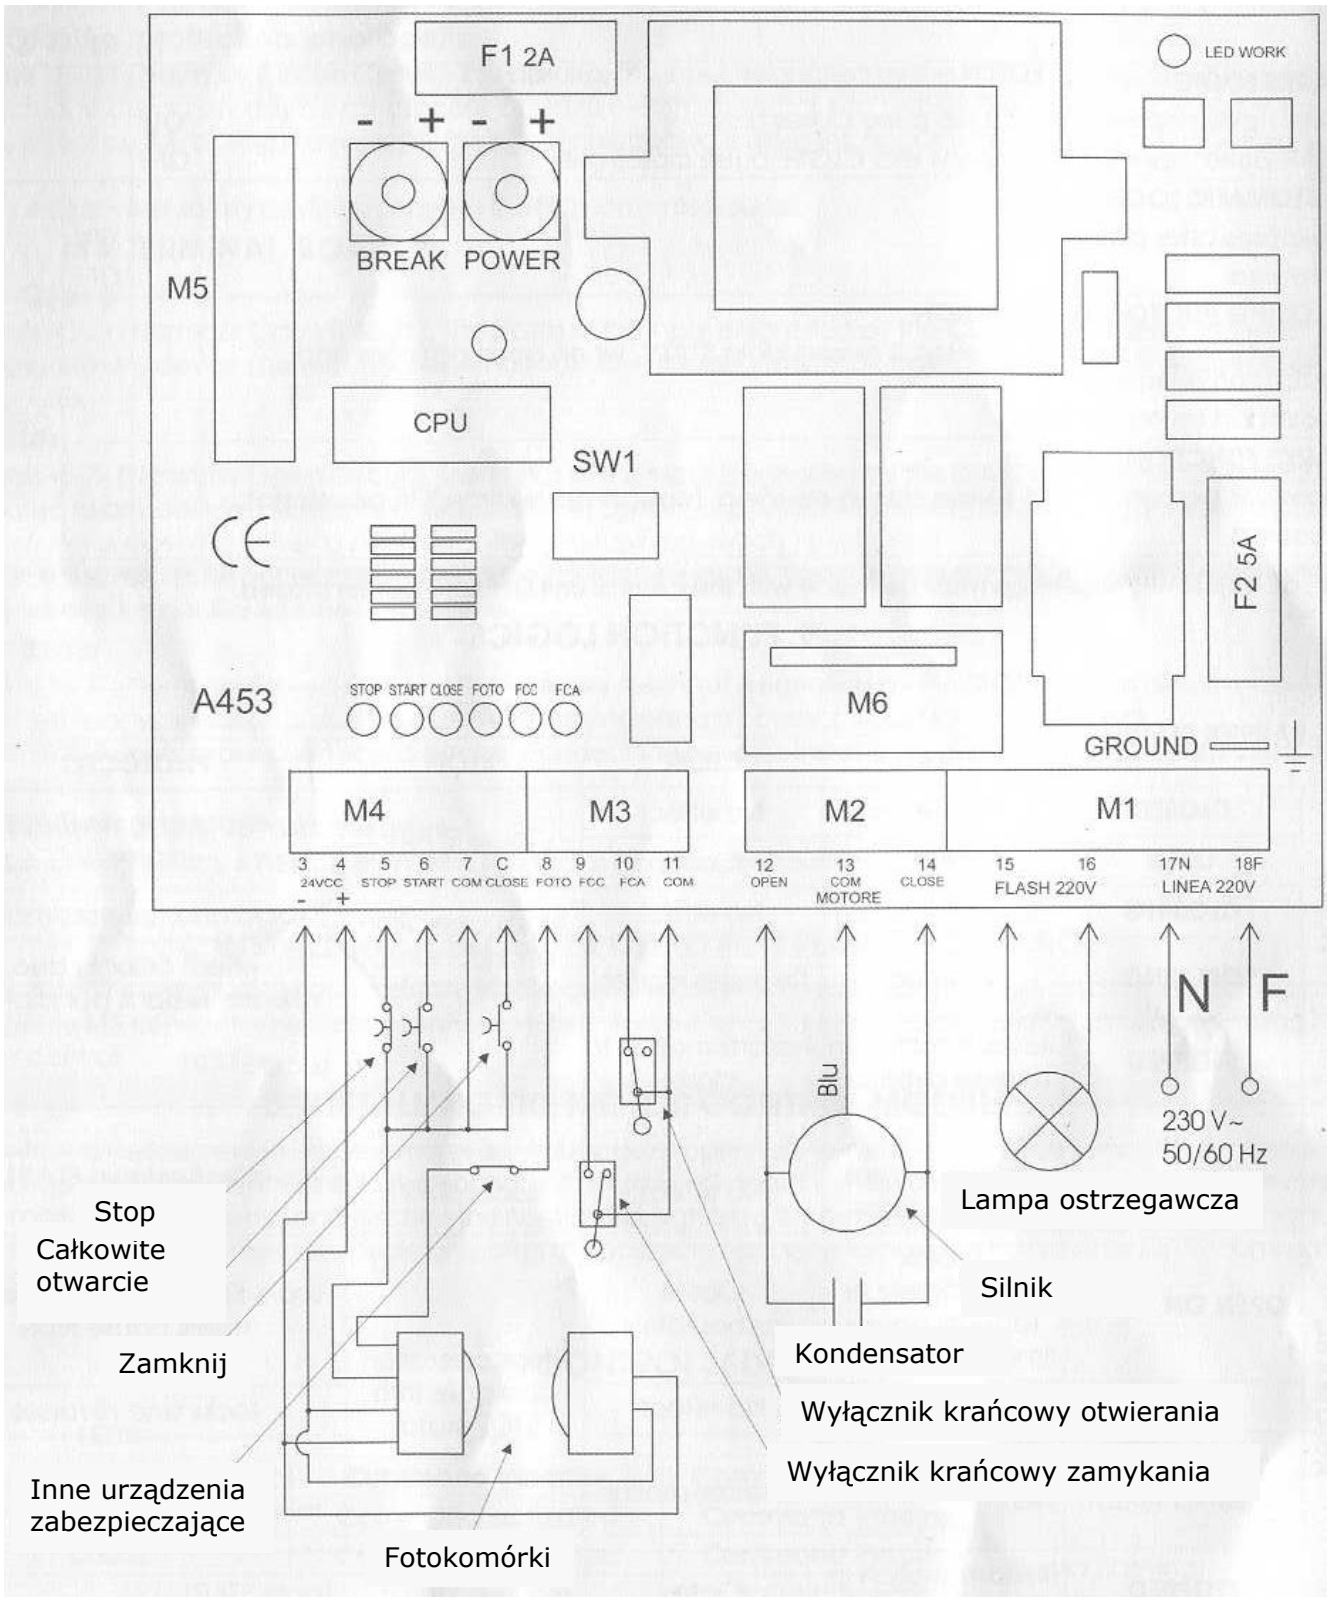 F1 2A
LED WORK
- + - +
BREAK POWER
M5
CPU
SW1
CE
F2 5A
A453
STOP START CLOSE FOTO FCC FCA
M6
GROUND
M4 M3 M2 M1
3 4 5 6 7 C 8 9 10 11 12 13 14 15 16 17N 18F
24VCC STOP START COM CLOSE FOTO FCC FCA COM OPEN COM CLOSE FLASH 220V LINEA 220V
- + MOTORE
N F
Blu
230 V~
50/60 Hz
Stop
Całkowite
otwarcie
Lampa ostrzegawcza
Silnik
Zamknij
Kondensator
Wyłącznik krańcowy otwierania
Wyłącznik krańcowy zamykania
Inne urządzenia
zabezpieczające
Fotokomórki